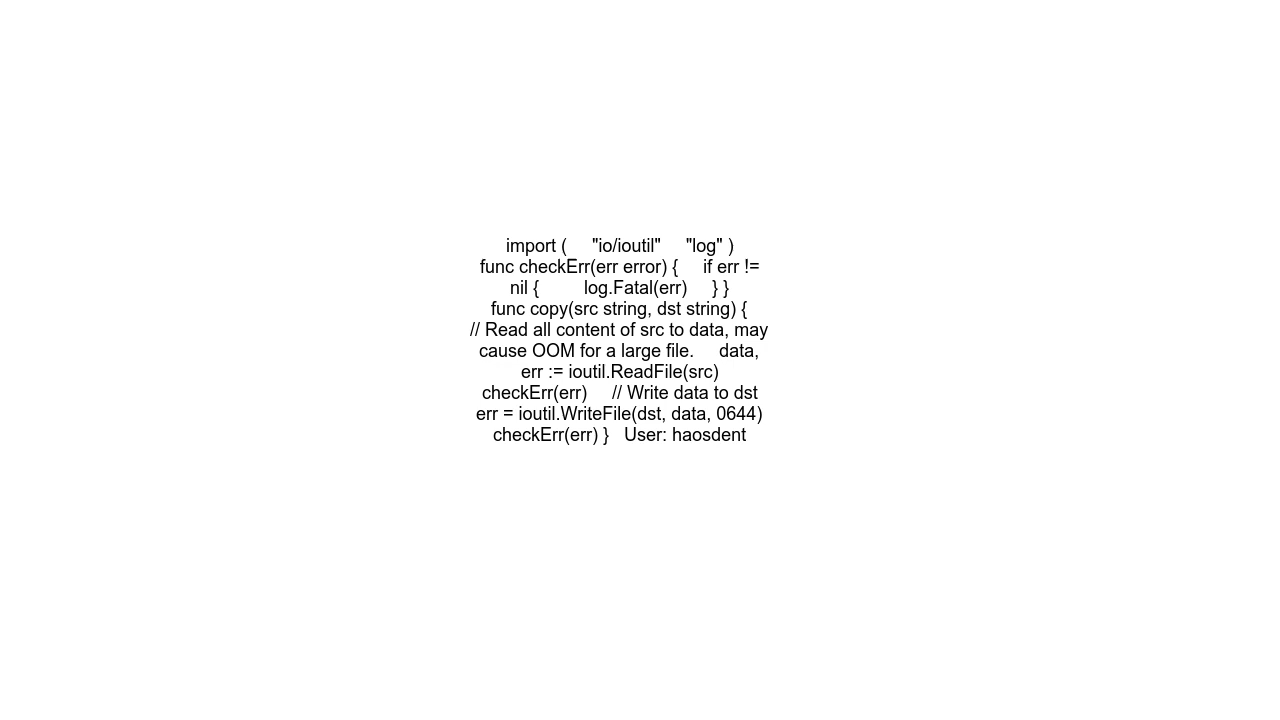 import (     "io/ioutil"     "log" )
func checkErr(err error) {     if err !=
nil {         log.Fatal(err)     } }
func copy(src string, dst string) {
// Read all content of src to data, may
cause OOM for a large file.     data,
err := ioutil.ReadFile(src)
checkErr(err)     // Write data to dst
err = ioutil.WriteFile(dst, data, 0644)
checkErr(err) }   User: haosdent